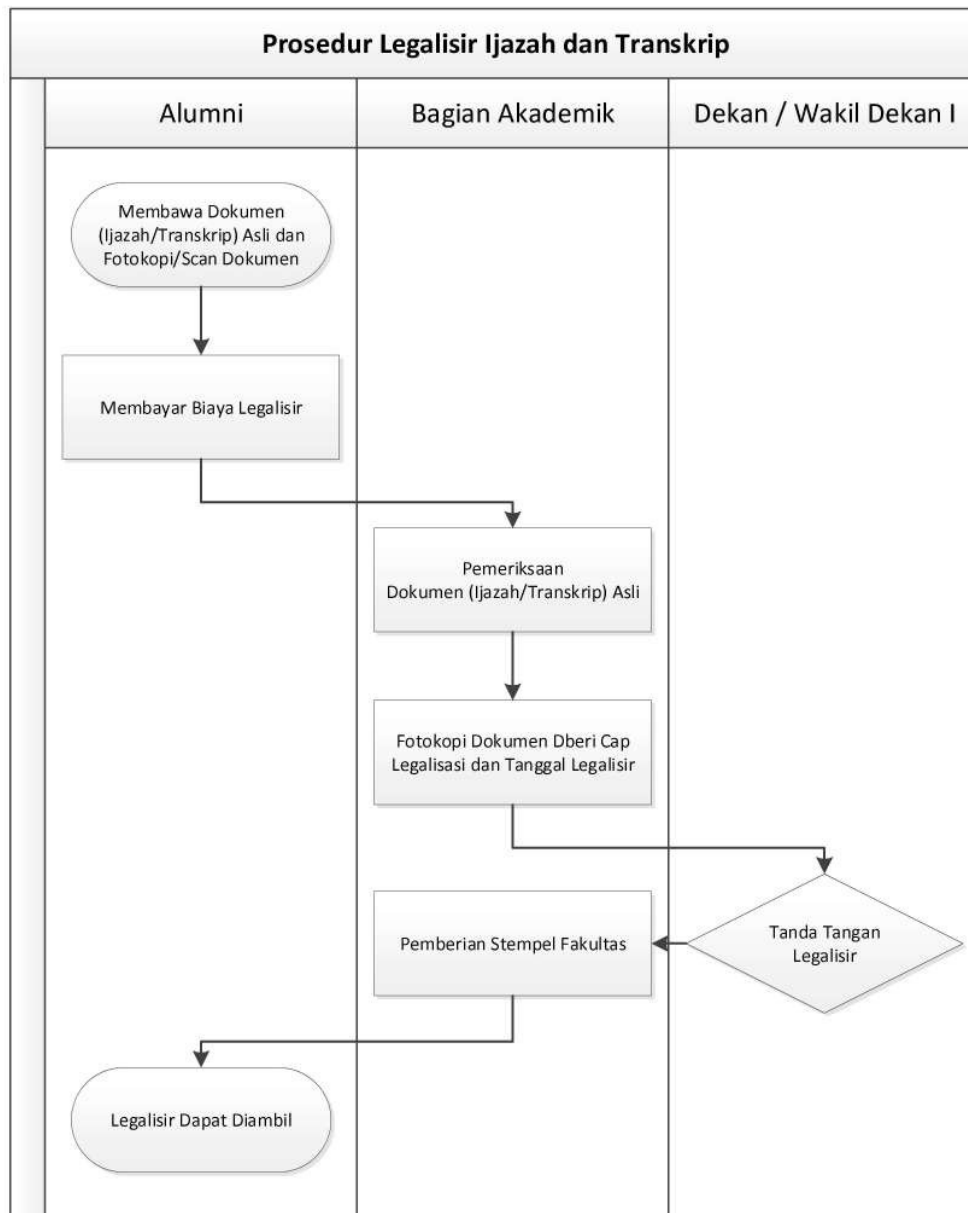 Prosedur Legalisir Ijazah dan Transkrip
Alumni
Bagian Akademik
Dekan / Wakil Dekan I
Membawa Dokumen
(Ijazah/Transkrip) Asli dan
Fotokopi/Scan Dokumen
Membayar Biaya Legalisir
Pemeriksaan
Dokumen (Ijazah/Transkrip) Asli
Fotokopi Dokumen Dberi Cap
Legalisasi dan Tanggal Legalisir
Tanda Tangan
Legalisir
Pemberian Stempel Fakultas
Legalisir Dapat Diambil